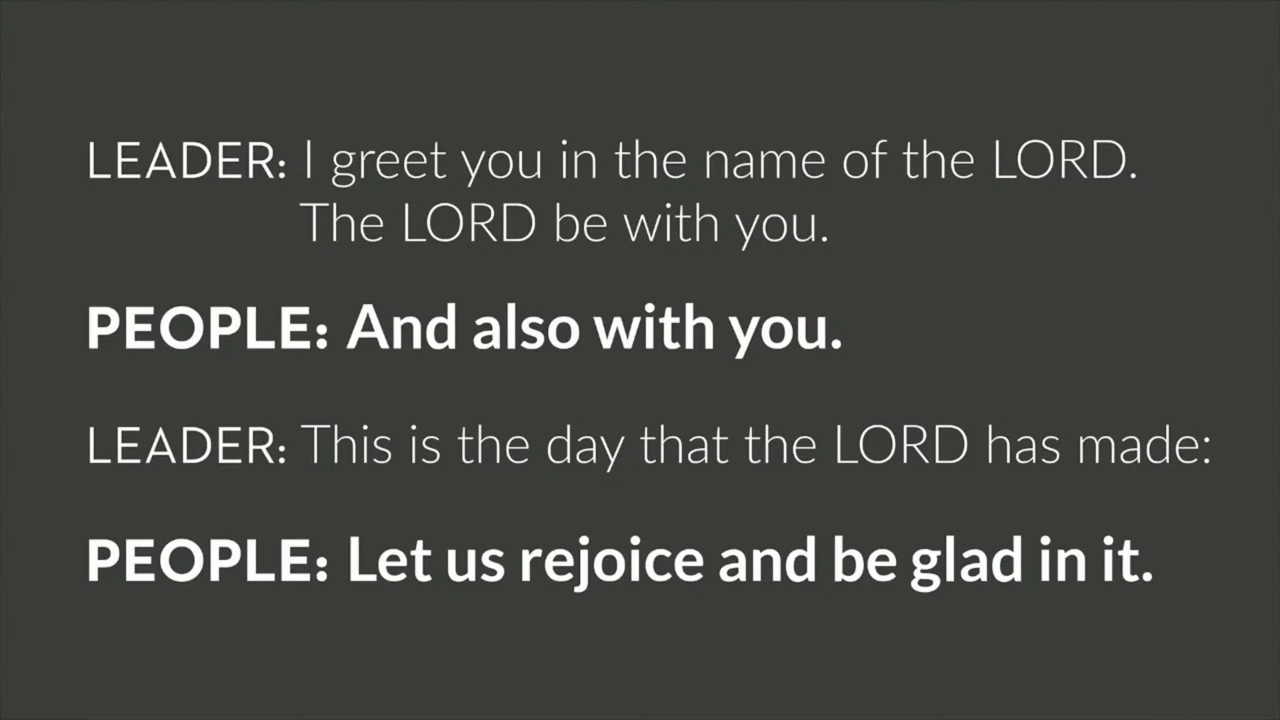 LEADER: I greet you in the name of the LORD.
The LORD be with you.
PEOPLE: And also with you.
LEADER: This is the day that the LORD has made:
PEOPLE: Let us rejoice and be glad in it.